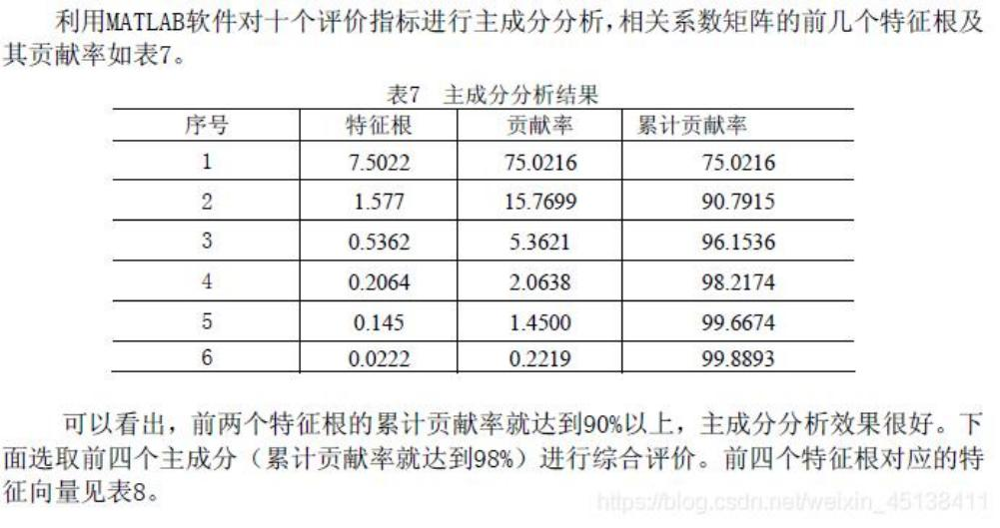 利用MATLAB软件对十个评价指标进行主成分分析,相关系数矩阵的前几个特征根及
其贡献率如表7。
表7 主成分分析结果
序号 特征根 贡献率 累计贡献率
1 7.5022 75.0216 75.0216
2 1.577 15.7699 90.7915
3 0.5362 5.3621 96.1536
4 0.2064 2.0638 98.2174
5 0.145 1.4500 99.6674
6 0.0222 0.2219 99.8893
可以看出，前两个特征根的累计贡献率就达到90%以上，主成分分析效果很好。下
面选取前四个主成分（累计贡献率就达到98%）进行综合评价。前四个特征根对应的特
征向量见表8。
https://blog.csdn.net/weixin_45138411